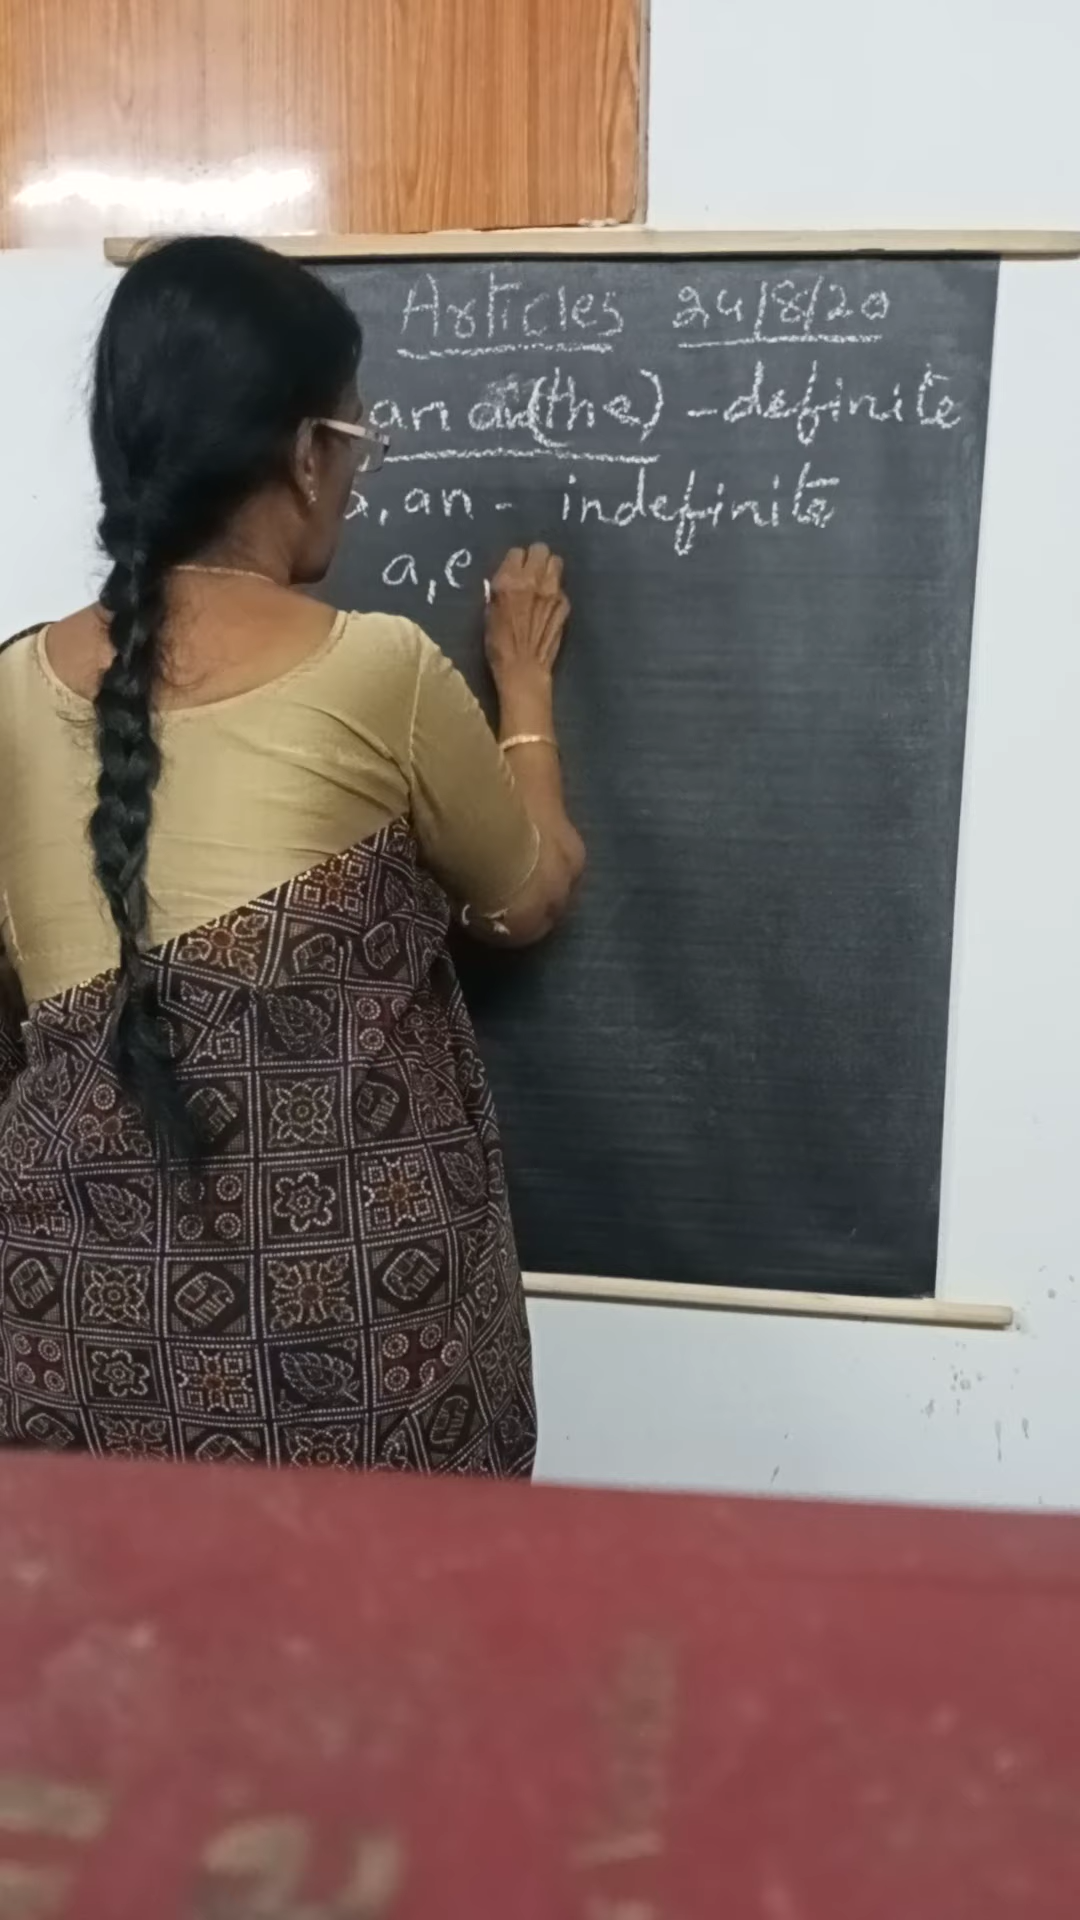 Articles 24/8/20
an and (the) - definite
a, an - indefinite
a, e,